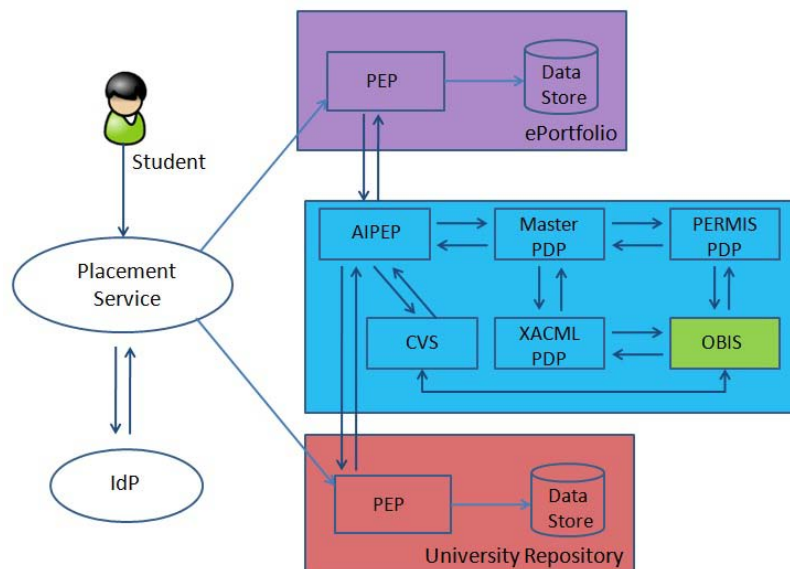 Student
Placement
Service
IdP
PEP
Data
Store
ePortfolio
AIPEP
Master
PDP
PERMIS
PDP
CVS
XACML
PDP
OBIS
PEP
Data
Store
University Repository